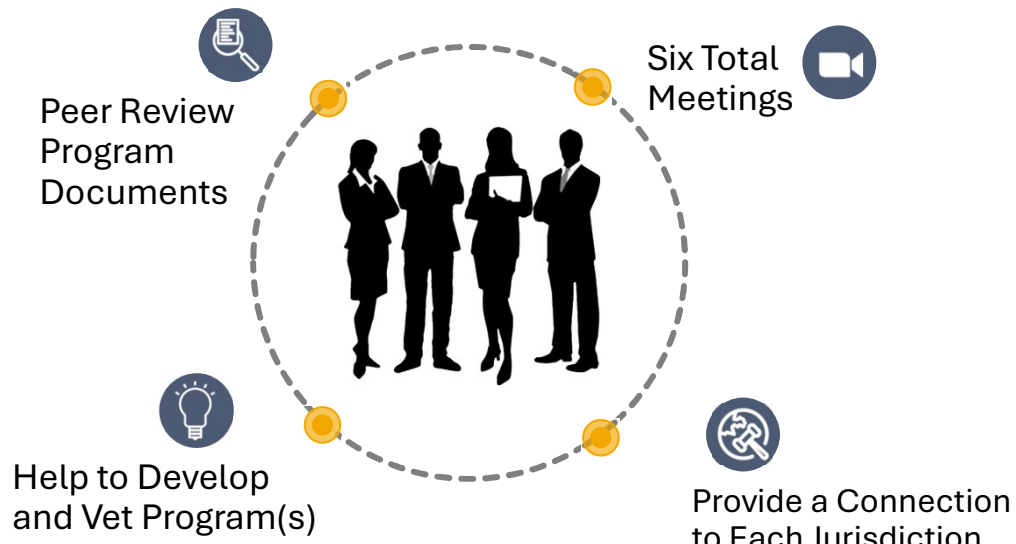 Peer Review
Program
Documents
Six Total
Meetings
Help to Develop
and Vet Program(s)
Provide a Connection
to Each Jurisdiction